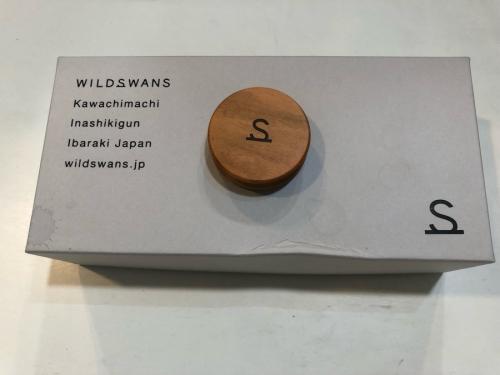 WILDSWANS
Kawachimachi
Inashikigun
Ibaraki Japan
wildswans.jp
S
S